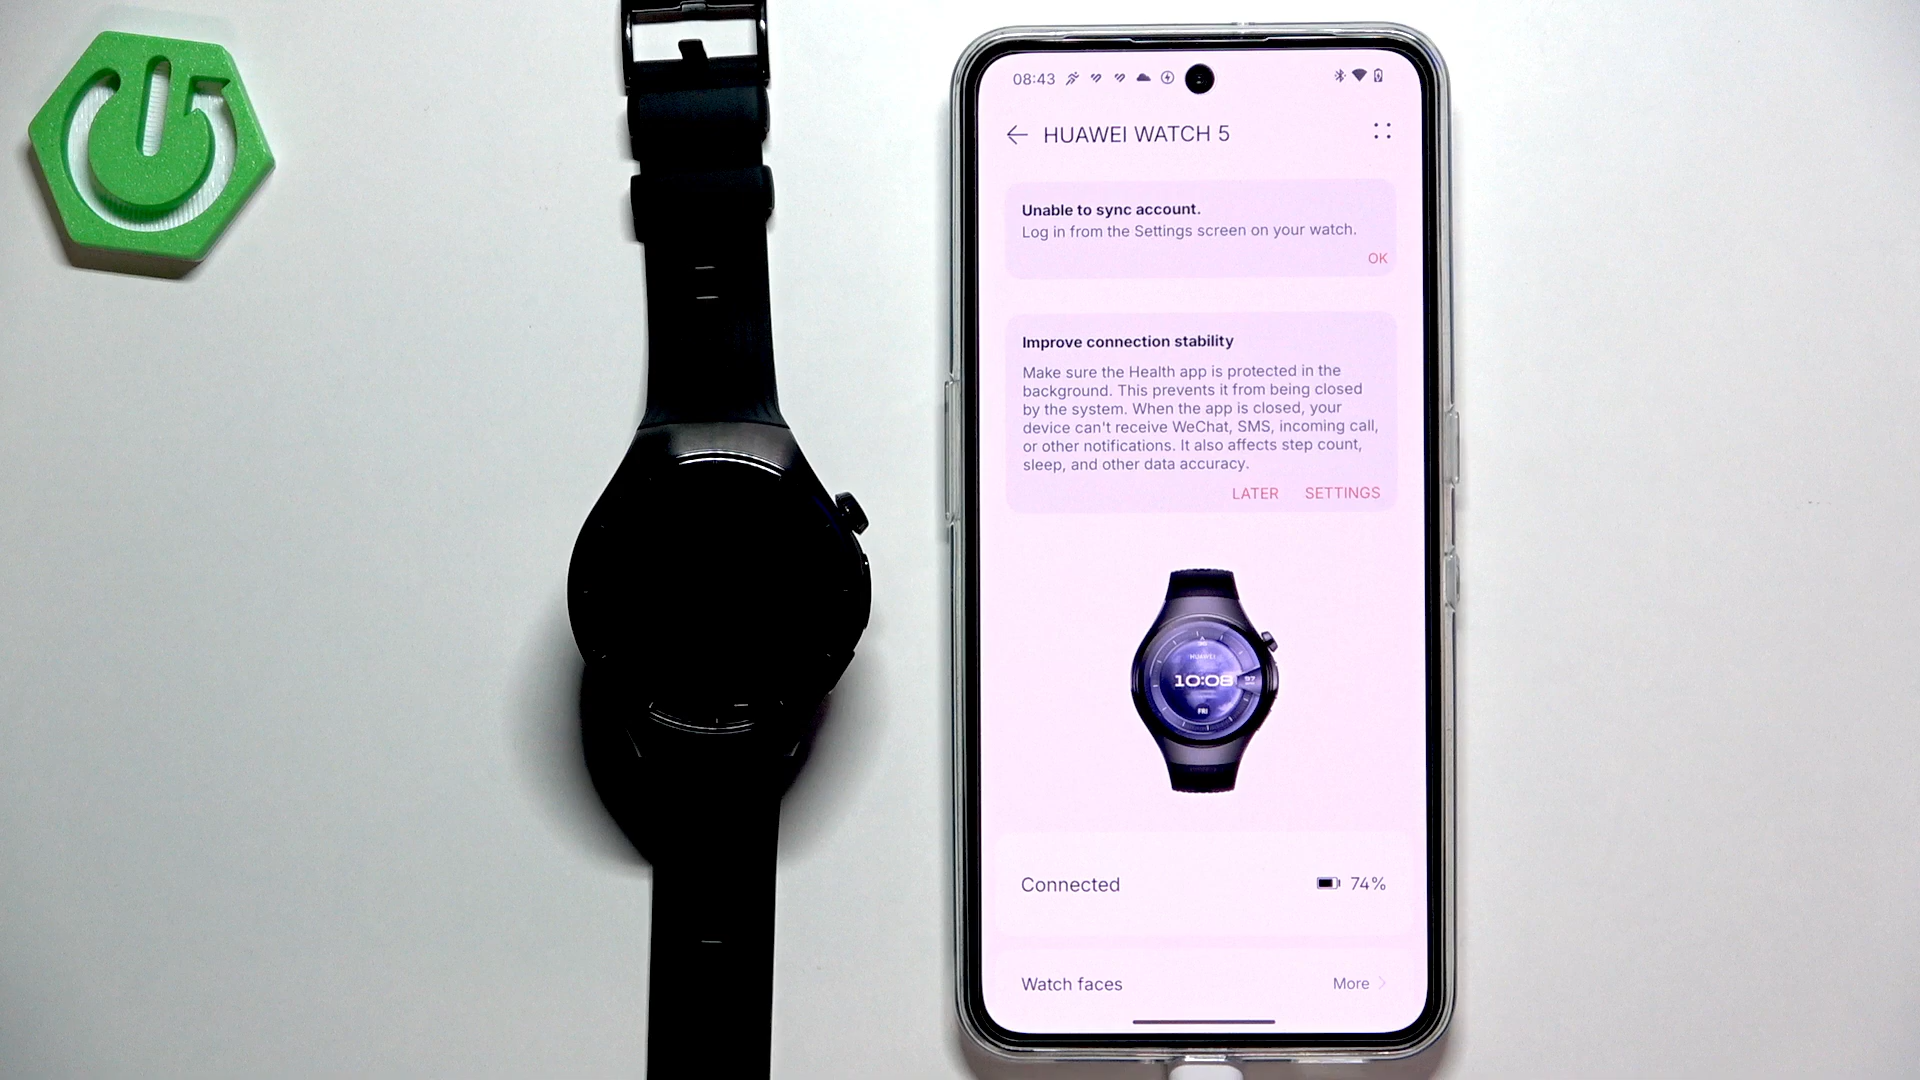 08:43
HUAWEI WATCH 5
Unable to sync account.
Log in from the Settings screen on your watch.
OK
Improve connection stability
Make sure the Health app is protected in the
background. This prevents it from being closed
by the system. When the app is closed, your
device can't receive WeChat, SMS, incoming call,
or other notifications. It also affects step count,
sleep, and other data accuracy.
LATER SETTINGS
HUAWEI
10:08 97
FRI
Connected 74%
Watch faces More